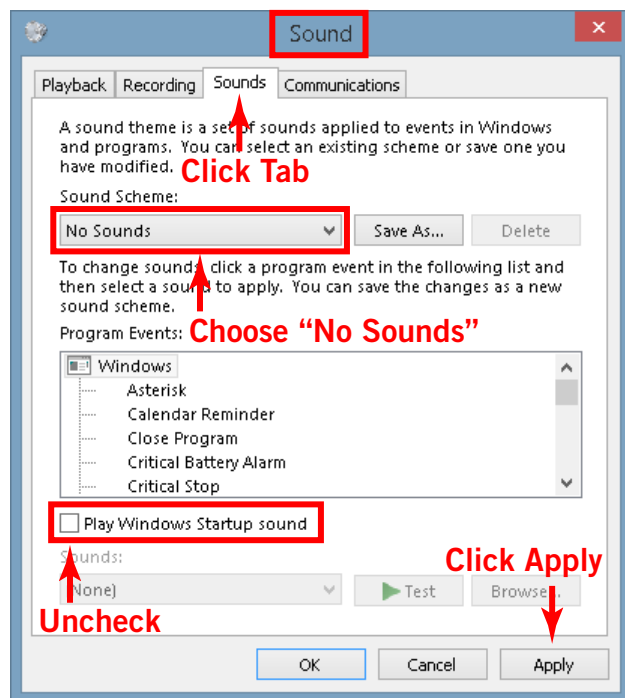 Sound
Playback Recording Sounds Communications
A sound theme is a set of sounds applied to events in Windows
and programs. You can select an existing scheme or save one you
have modified.
Click Tab
Sound Scheme:
No Sounds Save As... Delete
To change sounds, click a program event in the following list and
then select a sound to apply. You can save the changes as a new
sound scheme.
Choose “No Sounds”
Program Events:
Windows
Asterisk
Calendar Reminder
Close Program
Critical Battery Alarm
Critical Stop
Play Windows Startup sound
Sounds:
Click Apply
(None) Test Browse...
Uncheck
OK Cancel Apply